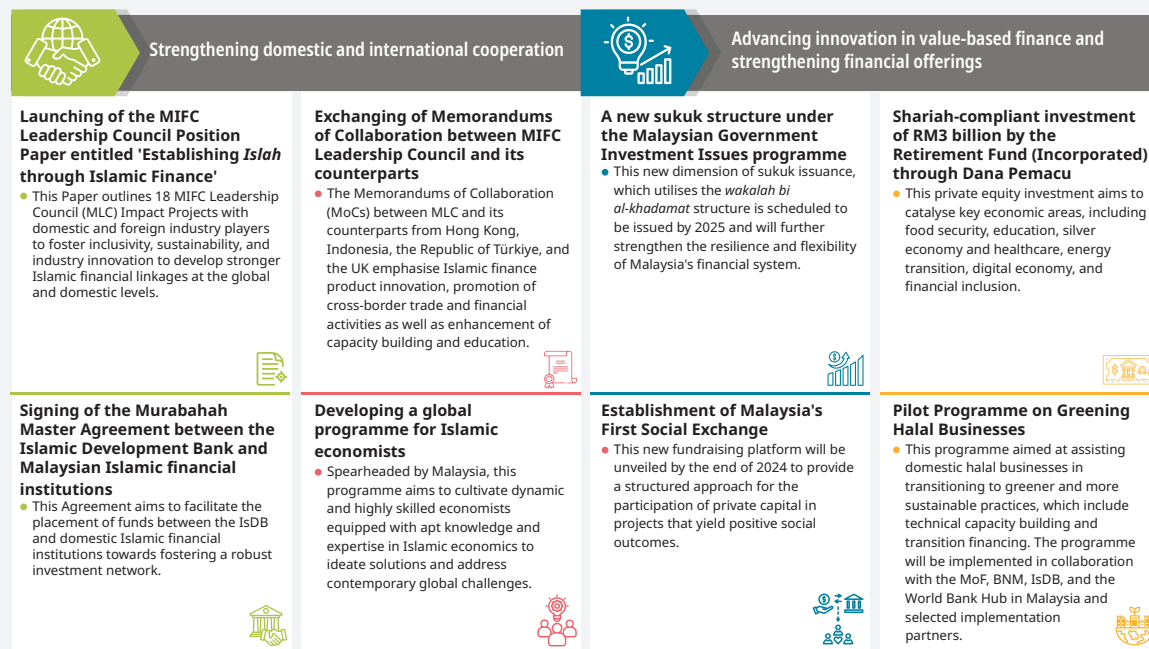 Strengthening domestic and international cooperation
Advancing innovation in value-based finance and
strengthening financial offerings
Launching of the MIFC
Leadership Council Position
Paper entitled 'Establishing Islah
through Islamic Finance'
• This Paper outlines 18 MIFC Leadership
Council (MLC) Impact Projects with
domestic and foreign industry players
to foster inclusivity, sustainability, and
industry innovation to develop stronger
Islamic financial linkages at the global
and domestic levels.
Exchanging of Memorandums
of Collaboration between MIFC
Leadership Council and its
counterparts
• The Memorandums of Collaboration
(MoCs) between MLC and its
counterparts from Hong Kong,
Indonesia, the Republic of Türkiye, and
the UK emphasise Islamic finance
product innovation, promotion of
cross-border trade and financial
activities as well as enhancement of
capacity building and education.
A new sukuk structure under
the Malaysian Government
Investment Issues programme
• This new dimension of sukuk issuance,
which utilises the wakalah bi
al-khadamat structure is scheduled to
be issued by 2025 and will further
strengthen the resilience and flexibility
of Malaysia's financial system.
Shariah-compliant investment
of RM3 billion by the
Retirement Fund (Incorporated)
through Dana Pemacu
• This private equity investment aims to
catalyse key economic areas, including
food security, education, silver
economy and healthcare, energy
transition, digital economy, and
financial inclusion.
Signing of the Murabahah
Master Agreement between the
Islamic Development Bank and
Malaysian Islamic financial
institutions
• This Agreement aims to facilitate the
placement of funds between the IsDB
and domestic Islamic financial
institutions towards fostering a robust
investment network.
Developing a global
programme for Islamic
economists
• Spearheaded by Malaysia, this
programme aims to cultivate dynamic
and highly skilled economists
equipped with apt knowledge and
expertise in Islamic economics to
ideate solutions and address
contemporary global challenges.
Establishment of Malaysia's
First Social Exchange
• This new fundraising platform will be
unveiled by the end of 2024 to provide
a structured approach for the
participation of private capital in
projects that yield positive social
outcomes.
Pilot Programme on Greening
Halal Businesses
• This programme aimed at assisting
domestic halal businesses in
transitioning to greener and more
sustainable practices, which include
technical capacity building and
transition financing. The programme
will be implemented in collaboration
with the MoF, BNM, IsDB, and the
World Bank Hub in Malaysia and
selected implementation
partners.